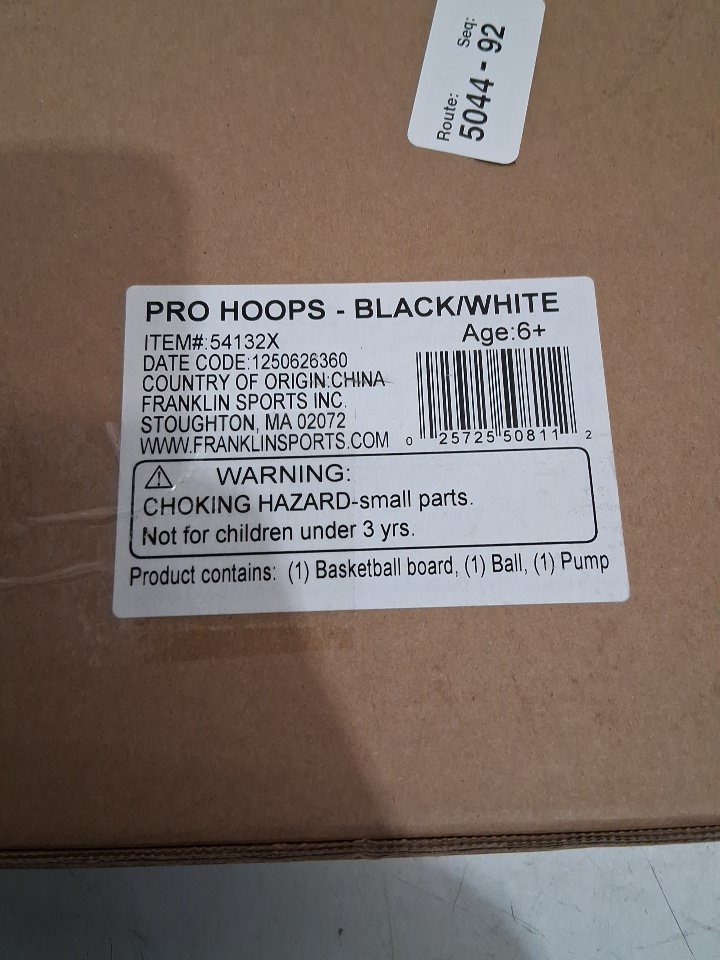 Route: Seq:
5044 - 92
PRO HOOPS - BLACK/WHITE
Age:6+
ITEM#:54132X
DATE CODE:1250626360
COUNTRY OF ORIGIN:CHINA
FRANKLIN SPORTS INC.
STOUGHTON, MA 02072
WWW.FRANKLINSPORTS.COM
0 25725 50811 2
WARNING:
CHOKING HAZARD-small parts.
Not for children under 3 yrs.
Product contains: (1) Basketball board, (1) Ball, (1) Pump